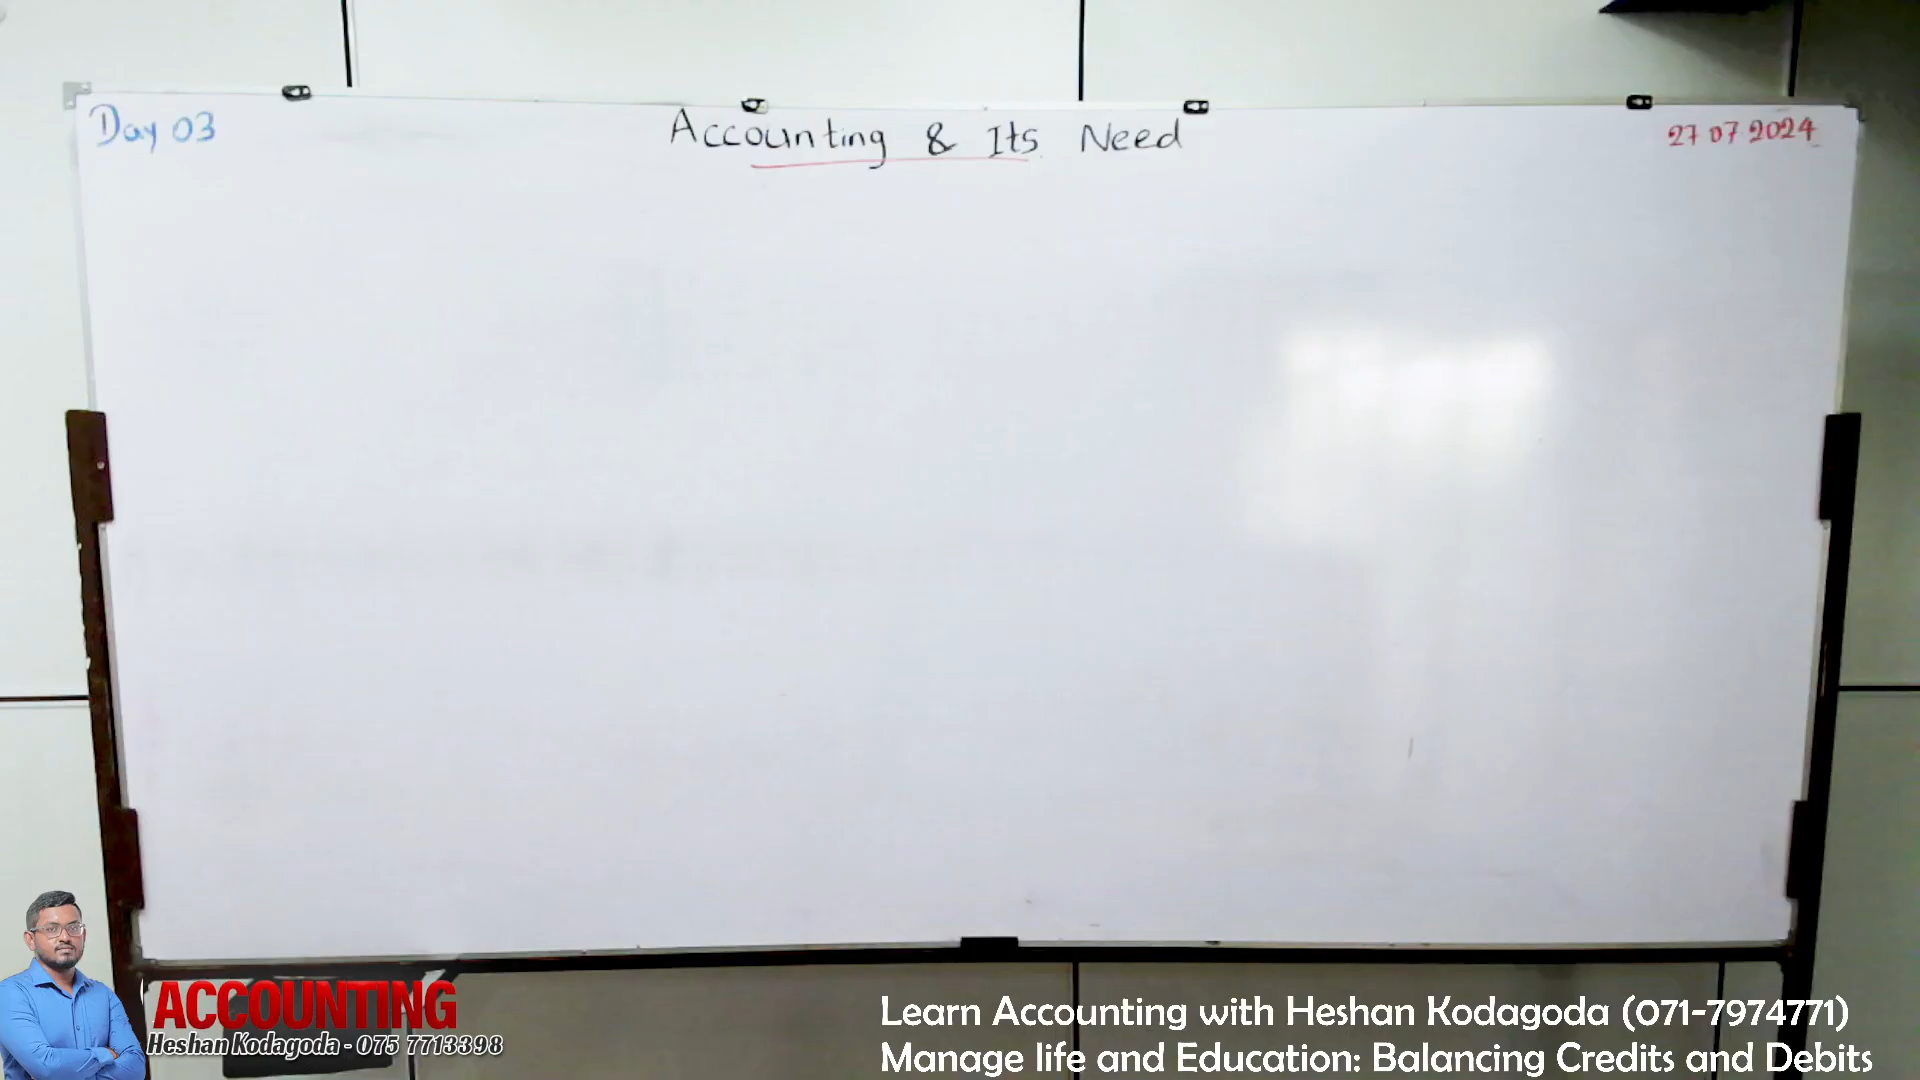 Day 03
Accounting & Its Need
27 07 2024
ACCOUNTING
Heshan Kodagoda - 075 7713398
Learn Accounting with Heshan Kodagoda (071-7974771)
Manage life and Education: Balancing Credits and Debits